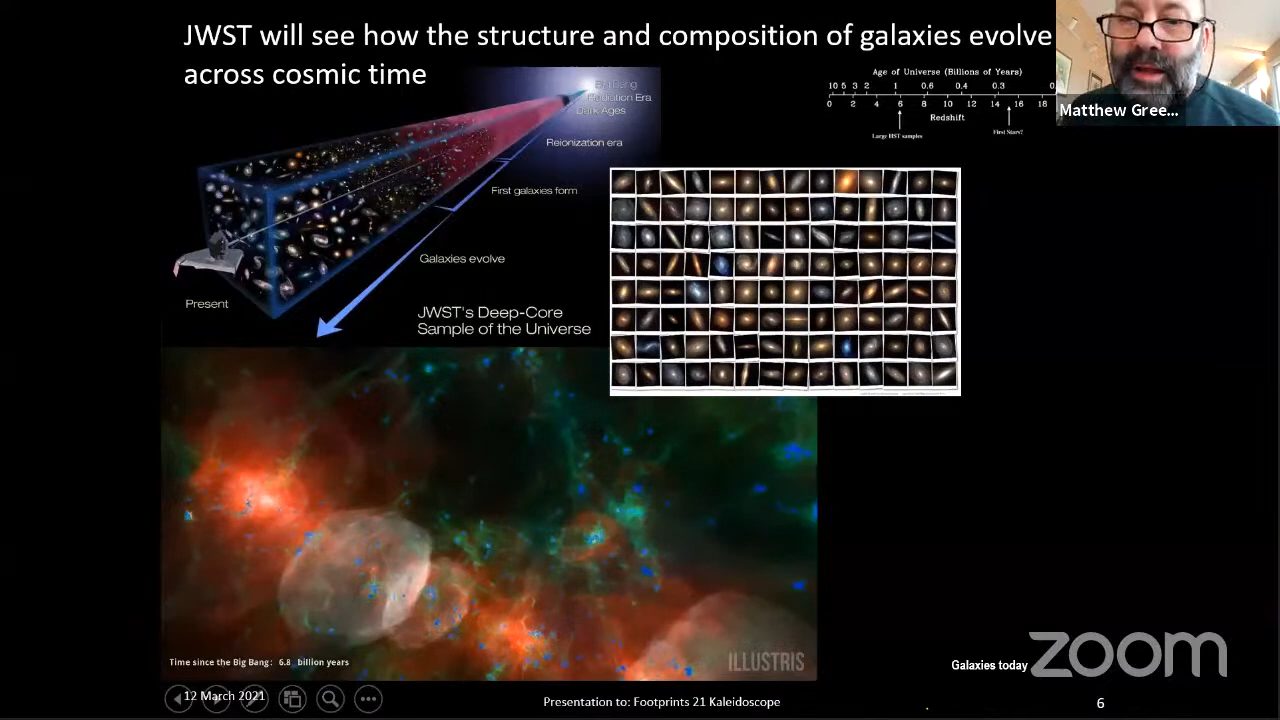 JWST will see how the structure and composition of galaxies evolve
across cosmic time
Matthew Gree...
Big Bang
Radiation Era
Dark Ages
Reionization era
First galaxies form
Galaxies evolve
Present
JWST's Deep-Core
Sample of the Universe
Age of Universe (Billions of Years)
10 5 3 2 1 0.6 0.4 0.3
0 2 4 6 8 10 12 14 16 18
Redshift
Large HST samples
First Stars?
Time since the Big Bang: 6.8 billion years
ILLUSTRIS
Galaxies today
zoom
12 March 2021
Presentation to: Footprints 21 Kaleidoscope
6